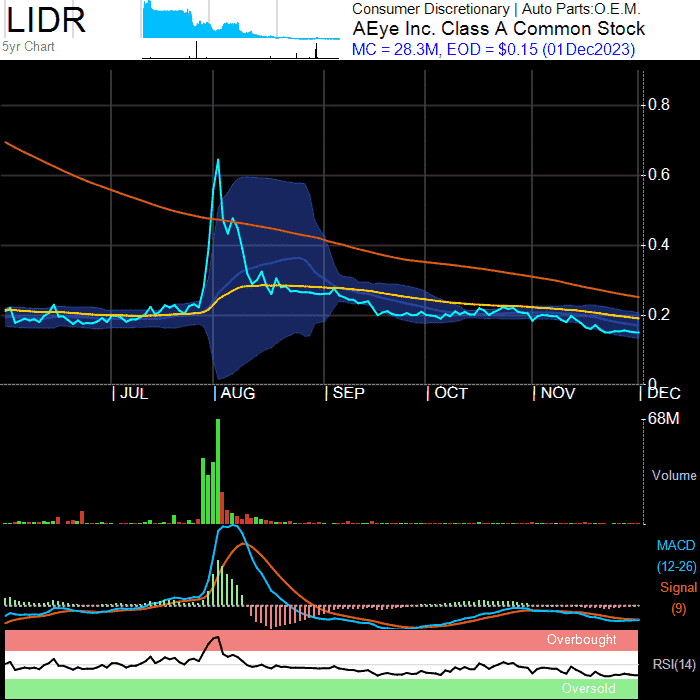 LIDR
5yr Chart
Consumer Discretionary | Auto Parts:O.E.M.
AEye Inc. Class A Common Stock
MC = 28.3M, EOD = $0.15 (01Dec2023)
0.8
0.6
0.4
0.2
0
JUL AUG SEP OCT NOV DEC
68M
Volume
MACD
(12-26)
Signal
(9)
Overbought
RSI(14)
Oversold